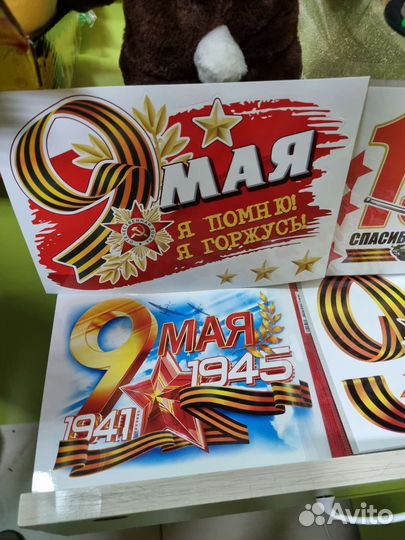 9 МАЯ
Я ПОМНЮ!
Я ГОРЖУСЬ!
СПАСИБ
9 МАЯ
1941 1945
Avito